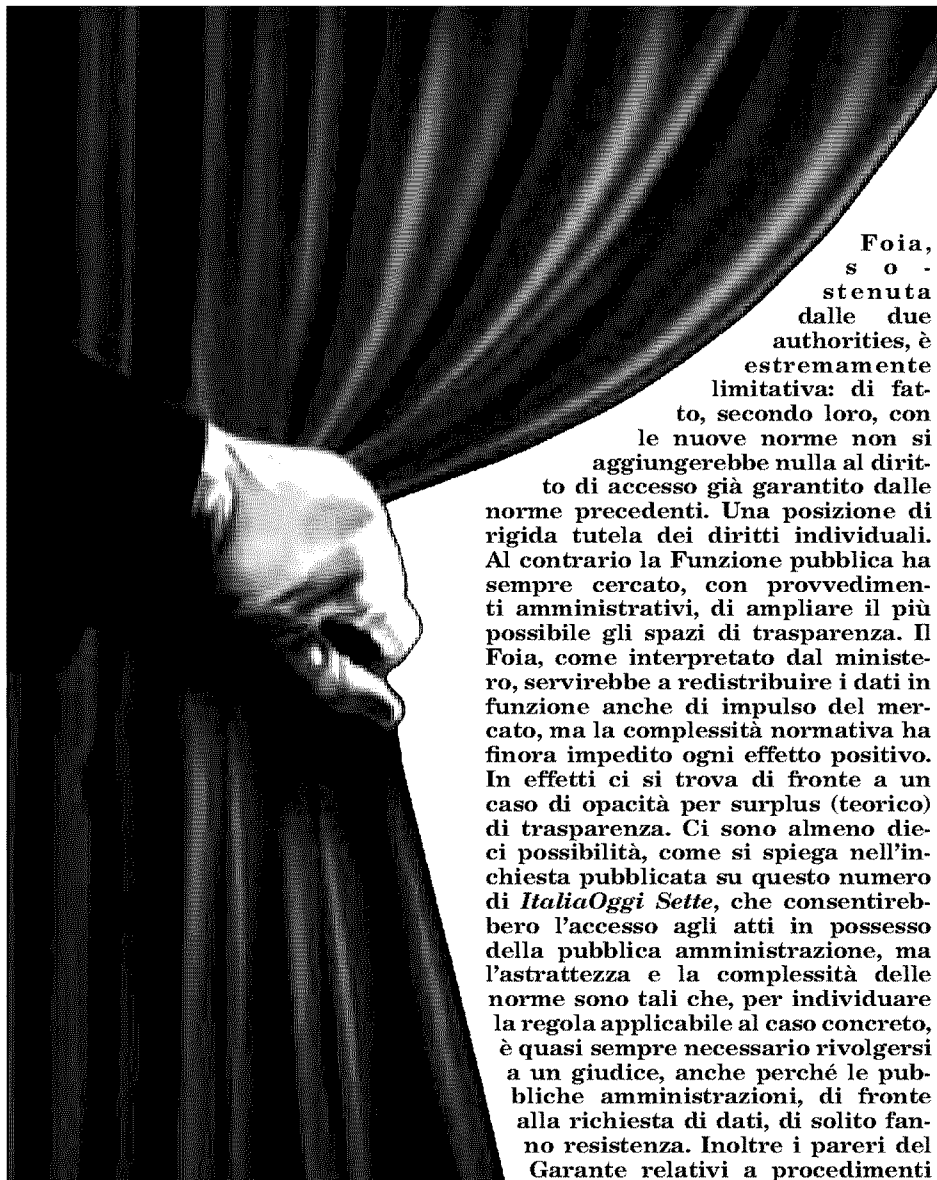 Foia,
so-
stenuta
dalle due
authorities, è
estremamente
limitativa: di fat-
to, secondo loro, con
le nuove norme non si
aggiungerebbe nulla al dirit-
to di accesso già garantito dalle
norme precedenti. Una posizione di
rigida tutela dei diritti individuali.
Al contrario la Funzione pubblica ha
sempre cercato, con provvedimen-
ti amministrativi, di ampliare il più
possibile gli spazi di trasparenza. Il
Foia, come interpretato dal ministe-
ro, servirebbe a redistribuire i dati in
funzione anche di impulso del mer-
cato, ma la complessità normativa ha
finora impedito ogni effetto positivo.
In effetti ci si trova di fronte a un
caso di opacità per surplus (teorico)
di trasparenza. Ci sono almeno die-
ci possibilità, come si spiega nell'in-
chiesta pubblicata su questo numero
di ItaliaOggi Sette, che consentireb-
bero l'accesso agli atti in possesso
della pubblica amministrazione, ma
l'astrattezza e la complessità delle
norme sono tali che, per individuare
la regola applicabile al caso concreto,
è quasi sempre necessario rivolgersi
a un giudice, anche perché le pub-
bliche amministrazioni, di fronte
alla richiesta di dati, di solito fan-
no resistenza. Inoltre i pareri del
Garante relativi a procedimenti